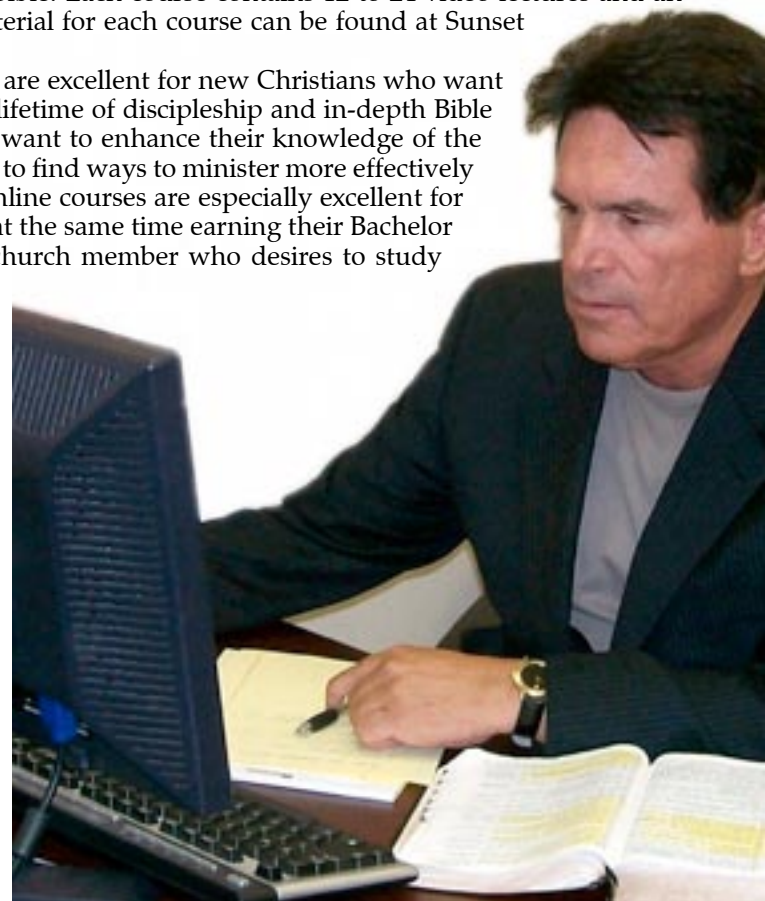 Each course contains 12 to 24 video lectures and an
terial for each course can be found at Sunset
are excellent for new Christians who want
lifetime of discipleship and in-depth Bible
want to enhance their knowledge of the
to find ways to minister more effectively
nline courses are especially excellent for
t the same time earning their Bachelor
hurch member who desires to study